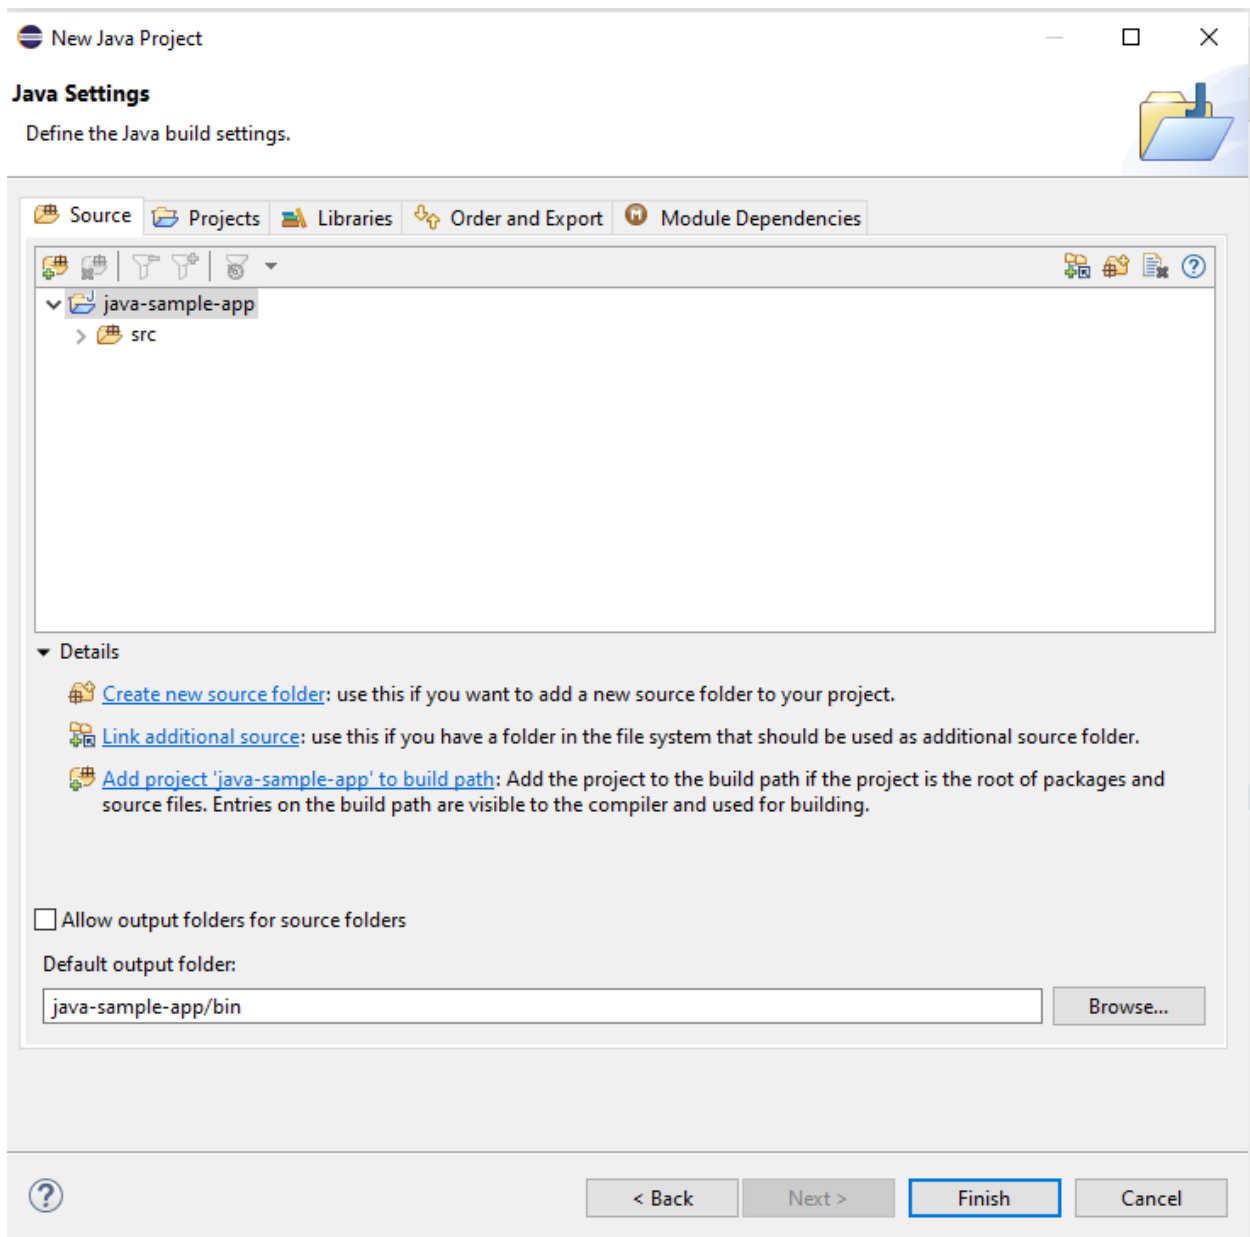 New Java Project
Java Settings
Define the Java build settings.
Source Projects Libraries Order and Export Module Dependencies
java-sample-app
src
Details
Create new source folder: use this if you want to add a new source folder to your project.
Link additional source: use this if you have a folder in the file system that should be used as additional source folder.
Add project 'java-sample-app' to build path: Add the project to the build path if the project is the root of packages and
source files. Entries on the build path are visible to the compiler and used for building.
Allow output folders for source folders
Default output folder:
java-sample-app/bin Browse...
< Back Next > Finish Cancel